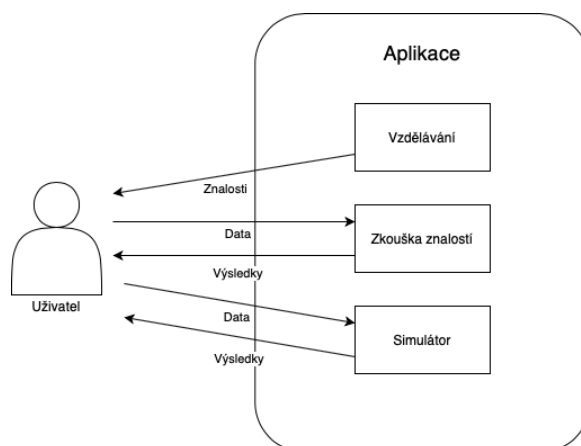 Aplikace
Vzdělávání
Znalosti
Data
Zkouška znalostí
Výsledky
Uživatel
Data
Simulátor
Výsledky